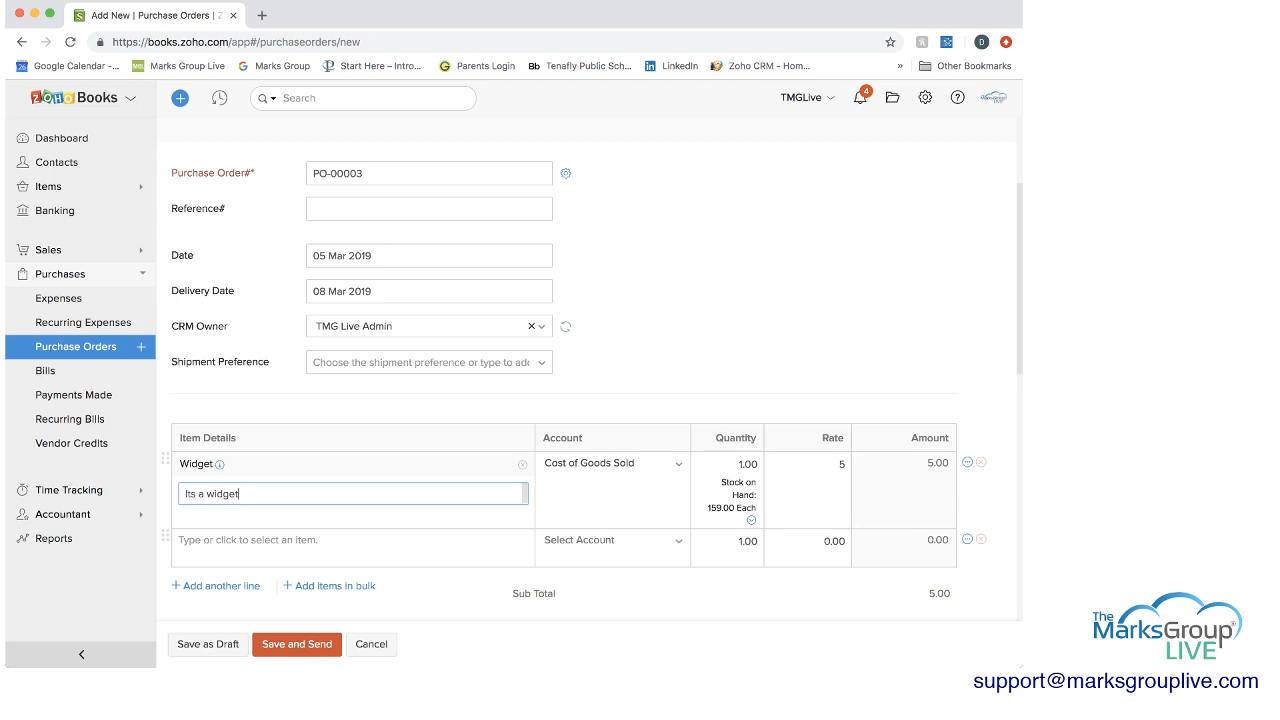 Add New | Purchase Orders | Z
https://books.zoho.com/app#/purchaseorders/new
D
Google Calendar -...
Marks Group Live
Marks Group
Start Here – Intro...
Parents Login
Bb Tenafly Public Sch...
LinkedIn
Zoho CRM - Hom...
» Other Bookmarks
ZOHO Books
Search
TMGLive
4
Dashboard
Contacts
Items
Banking
Sales
Purchases
Expenses
Recurring Expenses
Purchase Orders +
Bills
Payments Made
Recurring Bills
Vendor Credits
Time Tracking
Accountant
Reports
Purchase Order#* PO-00003
Reference#
Date 05 Mar 2019
Delivery Date 08 Mar 2019
CRM Owner TMG Live Admin
Shipment Preference Choose the shipment preference or type to add
Item Details Account Quantity Rate Amount
Widget Cost of Goods Sold 1.00 5 5.00
Its a widget
Stock on
Hand:
159.00 Each
Type or click to select an item. Select Account 1.00 0.00 0.00
+ Add another line + Add items in bulk
Sub Total 5.00
Save as Draft Save and Send Cancel
The
MarksGroup®
LIVE
support@marksgrouplive.com